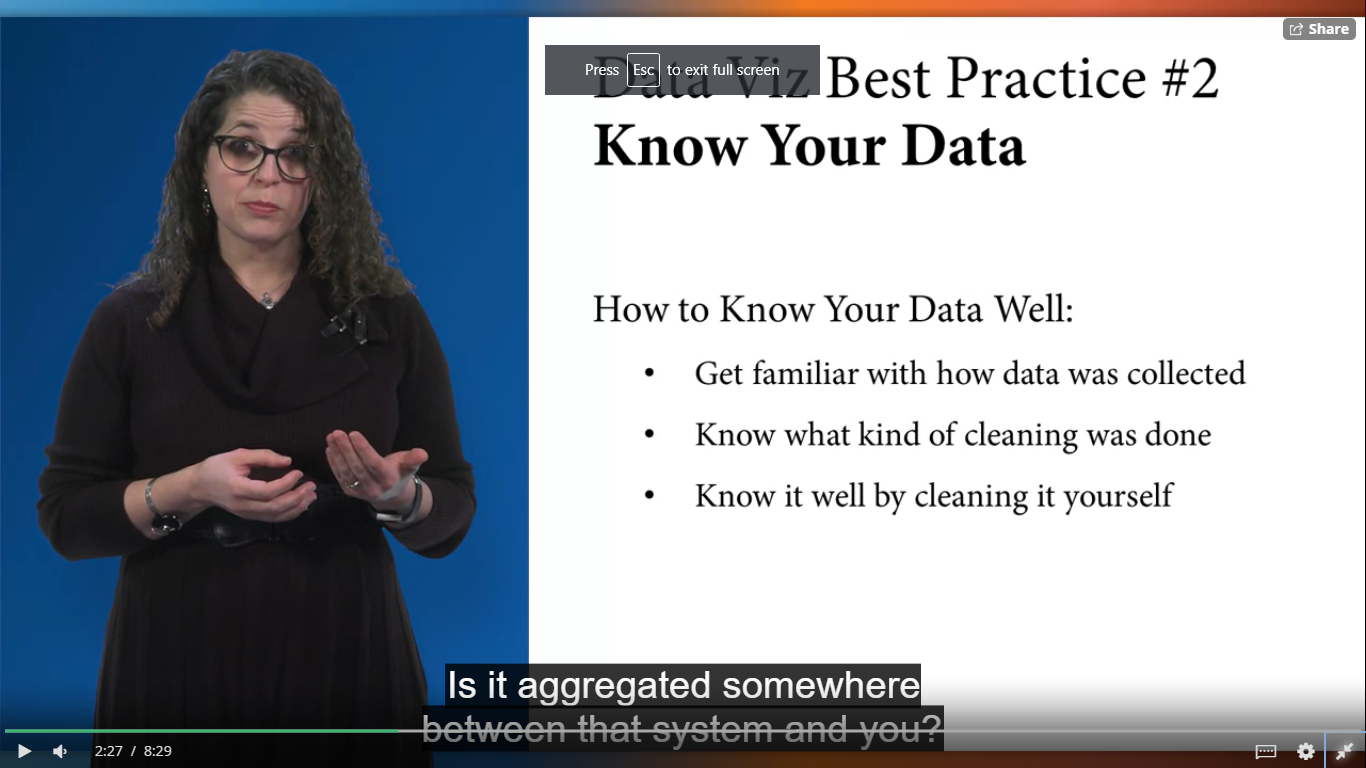 Share
Press Esc to exit full screen
Data Viz Best Practice #2
Know Your Data
How to Know Your Data Well:
• Get familiar with how data was collected
• Know what kind of cleaning was done
• Know it well by cleaning it yourself
Is it aggregated somewhere
between that system and you?
2:27 / 8:29